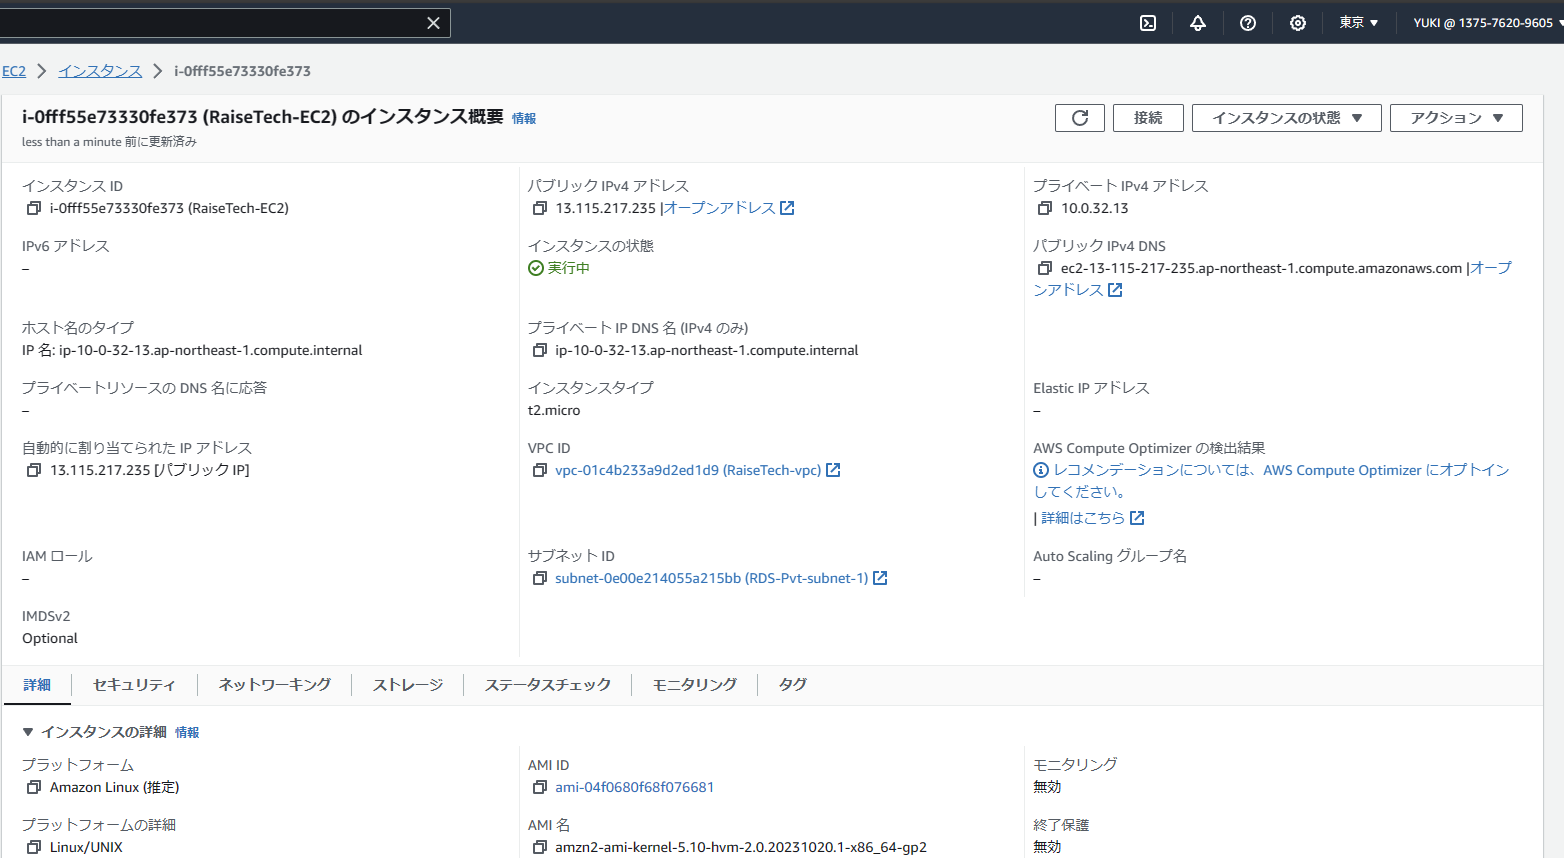 東京 ▼
YUKI @ 1375-7620-9605
EC2 > インスタンス > i-0fff55e73330fe373
i-0fff55e73330fe373 (RaiseTech-EC2) のインスタンス概要 情報
less than a minute 前に更新済み
接続
インスタンスの状態 ▼
アクション ▼
インスタンス ID
i-0fff55e73330fe373 (RaiseTech-EC2)
パブリック IPv4 アドレス
13.115.217.235 |オープンアドレス
プライベート IPv4 アドレス
10.0.32.13
IPv6 アドレス
–
インスタンスの状態
実行中
パブリック IPv4 DNS
ec2-13-115-217-235.ap-northeast-1.compute.amazonaws.com |オープ
ンアドレス
ホスト名のタイプ
IP 名: ip-10-0-32-13.ap-northeast-1.compute.internal
プライベート IP DNS 名 (IPv4 のみ)
ip-10-0-32-13.ap-northeast-1.compute.internal
プライベートリソースの DNS 名に応答
–
インスタンスタイプ
t2.micro
Elastic IP アドレス
–
自動的に割り当てられた IP アドレス
13.115.217.235 [パブリック IP]
VPC ID
vpc-01c4b233a9d2ed1d9 (RaiseTech-vpc)
AWS Compute Optimizer の検出結果
レコメンデーションについては、AWS Compute Optimizer にオプトイン
してください。
| 詳細はこちら
IAM ロール
–
サブネット ID
subnet-0e00e214055a215bb (RDS-Pvt-subnet-1)
Auto Scaling グループ名
–
IMDSv2
Optional
詳細
セキュリティ
ネットワーキング
ストレージ
ステータスチェック
モニタリング
タグ
▼ インスタンスの詳細 情報
プラットフォーム
Amazon Linux (推定)
AMI ID
ami-04f0680f68f076681
モニタリング
無効
プラットフォームの詳細
Linux/UNIX
AMI 名
amzn2-ami-kernel-5.10-hvm-2.0.20231020.1-x86_64-gp2
終了保護
無効